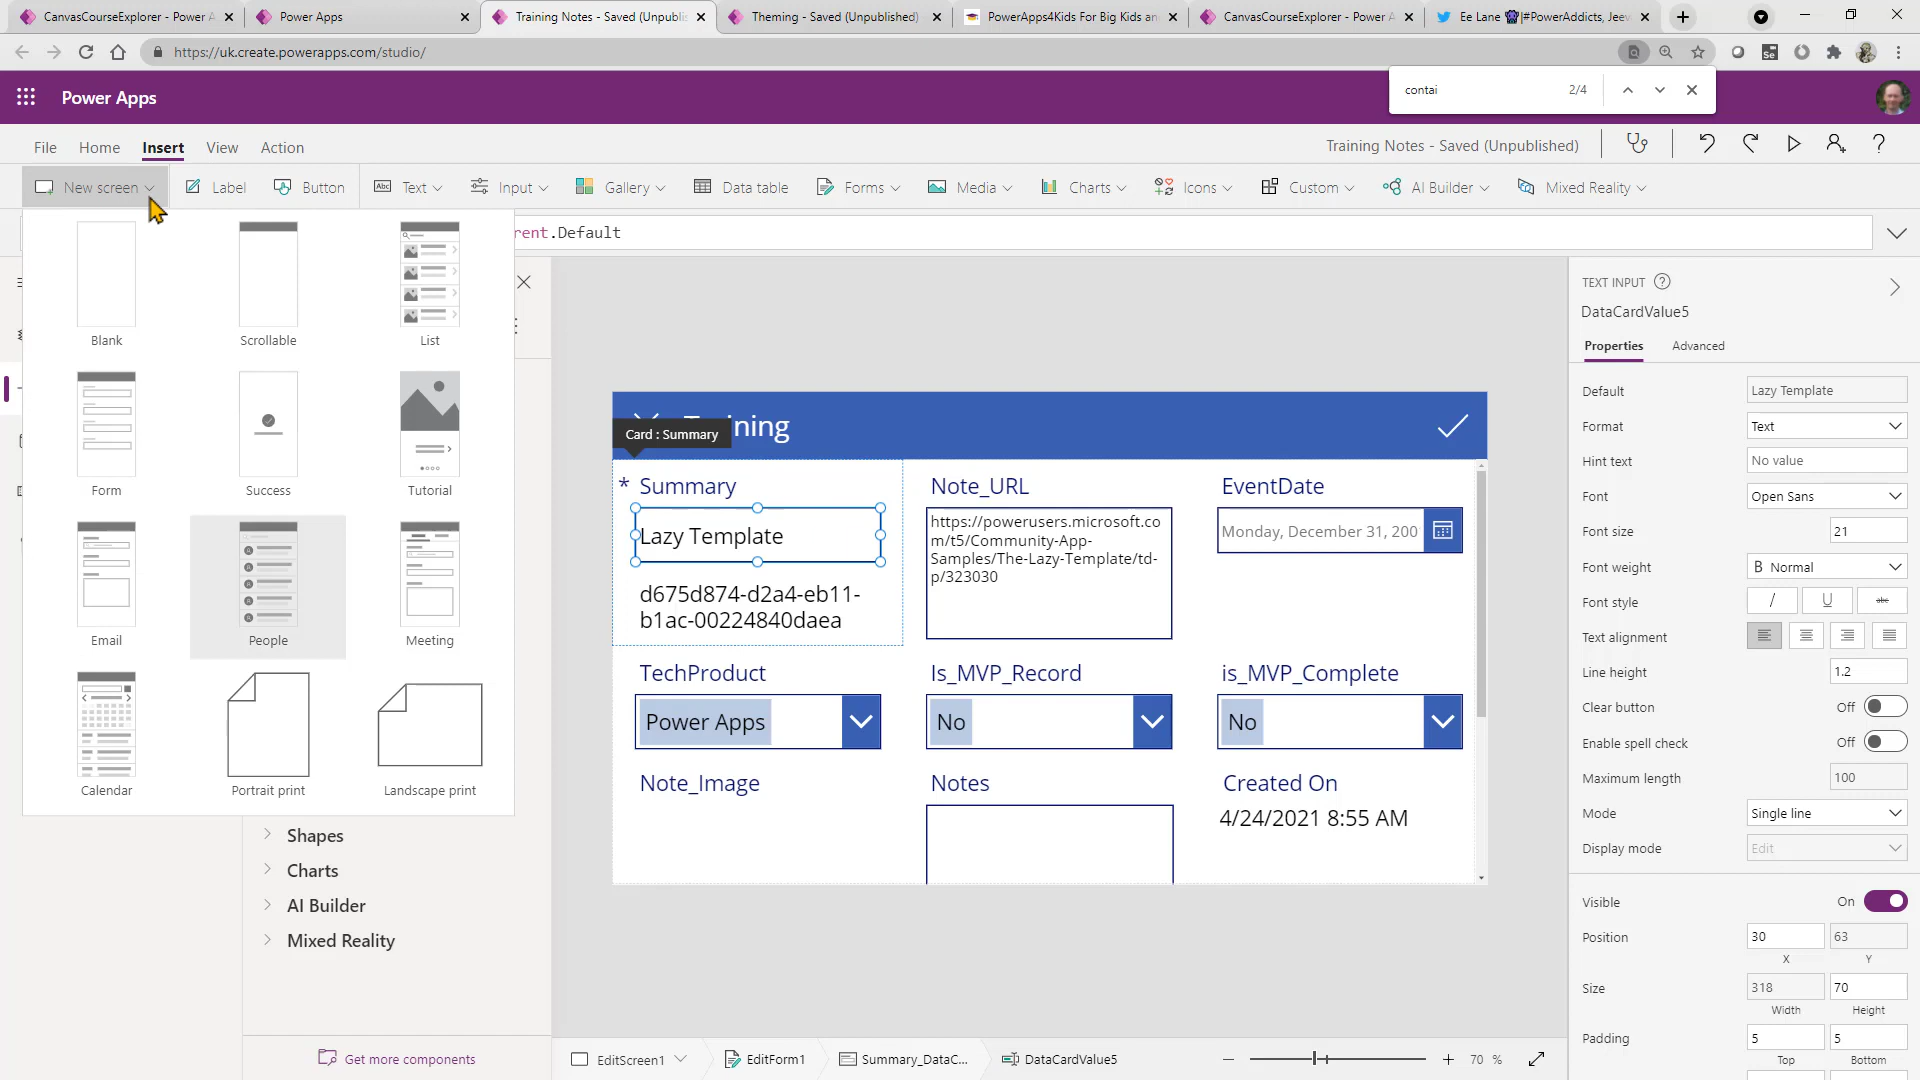 CanvasCourseExplorer - Power A
Power Apps
Training Notes - Saved (Unpublis
Theming - Saved (Unpublished)
PowerApps4Kids For Big Kids an
CanvasCourseExplorer - Power A
Ee Lane |#PowerAddicts, Jee
https://uk.create.powerapps.com/studio/
Power Apps
contai
2/4
File
Home
Insert
View
Action
Training Notes - Saved (Unpublished)
New screen
Label
Button
Abc
Text
Input
Gallery
Data table
Forms
Media
Charts
Icons
Custom
AI Builder
Mixed Reality
rent.Default
Blank
Scrollable
List
Form
Success
Tutorial
Email
People
Meeting
Calendar
Portrait print
Landscape print
Shapes
Charts
AI Builder
Mixed Reality
Get more components
ning
Card : Summary
* Summary
Lazy Template
d675d874-d2a4-eb11-
b1ac-00224840daea
Note_URL
https://powerusers.microsoft.co
m/t5/Community-App-
Samples/The-Lazy-Template/td-
p/323030
EventDate
Monday, December 31, 200
TechProduct
Power Apps
Is_MVP_Record
No
is_MVP_Complete
No
Note_Image
Notes
Created On
4/24/2021 8:55 AM
EditScreen1
EditForm1
Summary_DataC...
DataCardValue5
70 %
TEXT INPUT
DataCardValue5
Properties
Advanced
Default
Lazy Template
Format
Text
Hint text
No value
Font
Open Sans
Font size
21
Font weight
B Normal
Font style
/ U abc
Text alignment
Line height
1.2
Clear button
Off
Enable spell check
Off
Maximum length
100
Mode
Single line
Display mode
Edit
Visible
On
Position
30
63
X
Y
Size
318
70
Width
Height
Padding
5
5
Top
Bottom